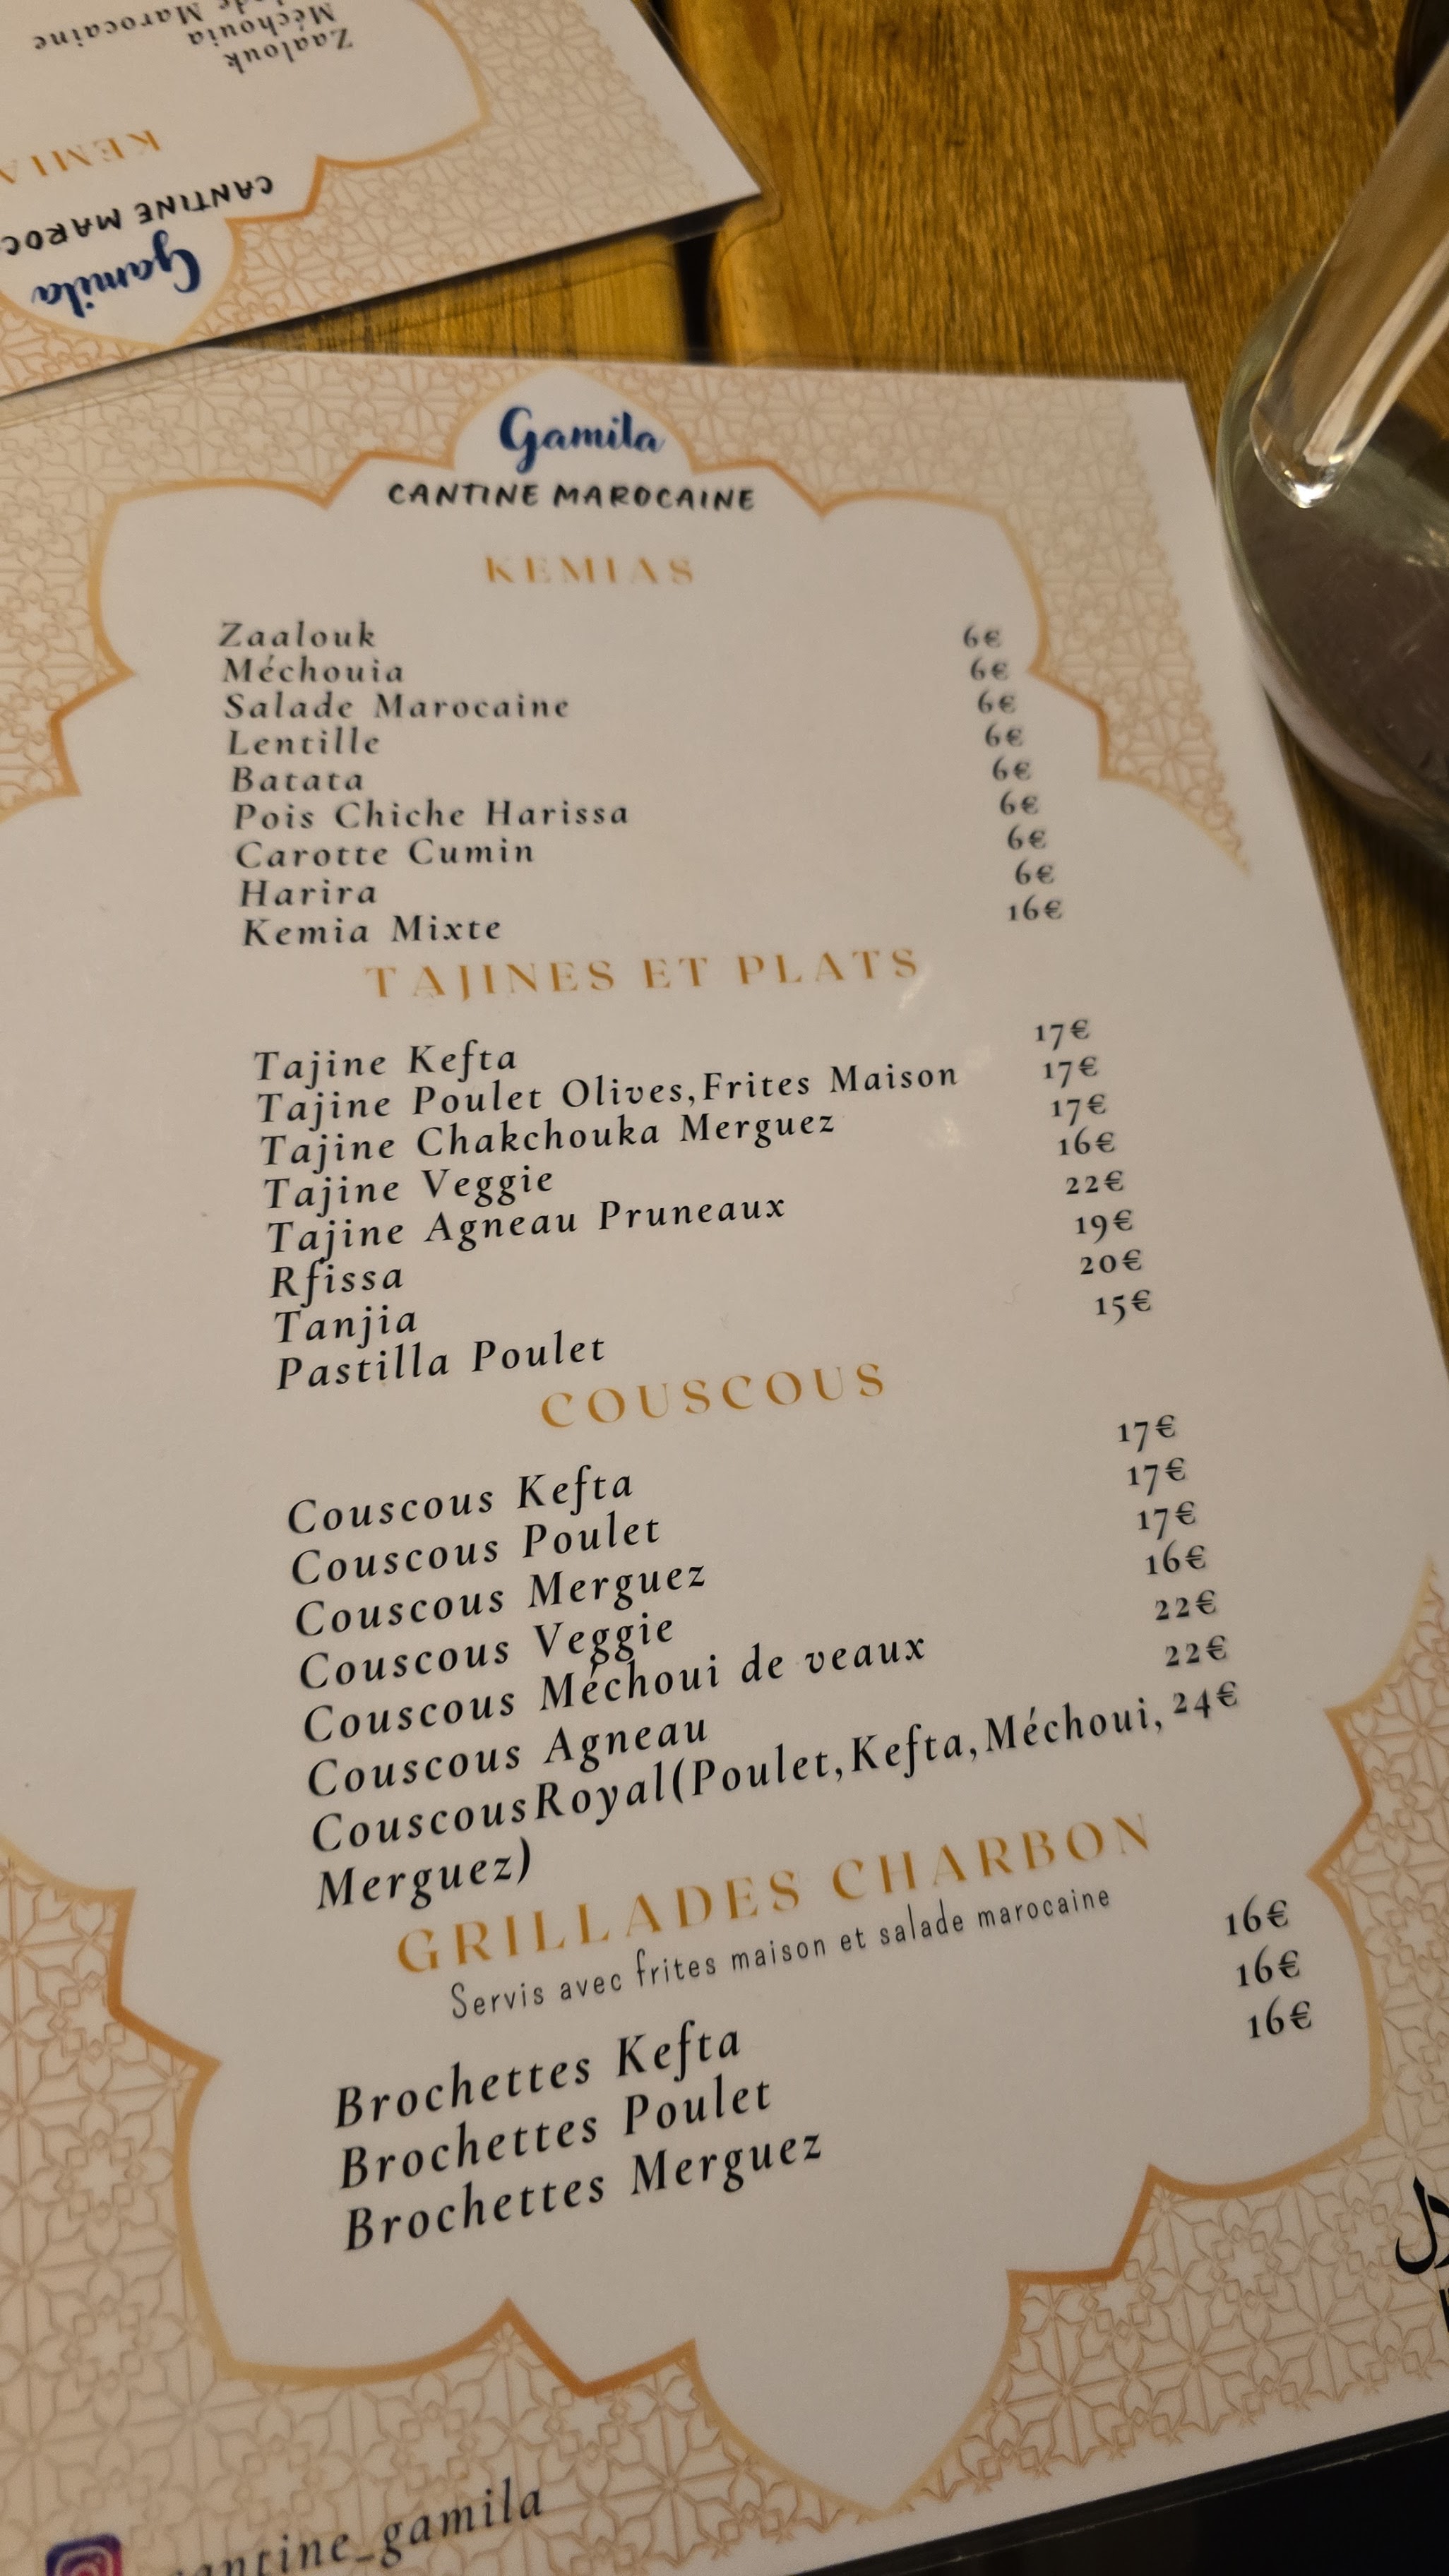 Zaalouk
Méchouia
Marocaine
KEMIA
CANTINE MAROC
Gamila
Gamila
CANTINE MAROCAINE
KEMIAS
Zaalouk 6€
Méchouia 6€
Salade Marocaine 6€
Lentille 6€
Batata 6€
Pois Chiche Harissa 6€
Carotte Cumin 6€
Harira 6€
Kemia Mixte 16€
TAJINES ET PLATS
Tajine Kefta 17€
Tajine Poulet Olives,Frites Maison 17€
Tajine Chakchouka Merguez 17€
Tajine Veggie 16€
Tajine Agneau Pruneaux 22€
Rfissa 19€
Tanjia 20€
Pastilla Poulet 15€
COUSCOUS
Couscous Kefta 17€
Couscous Poulet 17€
Couscous Merguez 17€
Couscous Veggie 16€
Couscous Méchoui de veaux 22€
Couscous Agneau 22€
CouscousRoyal(Poulet,Kefta,Méchoui, 24€
Merguez)
GRILLADES CHARBON
Servis avec frites maison et salade marocaine
Brochettes Kefta 16€
Brochettes Poulet 16€
Brochettes Merguez 16€
antine_gamila